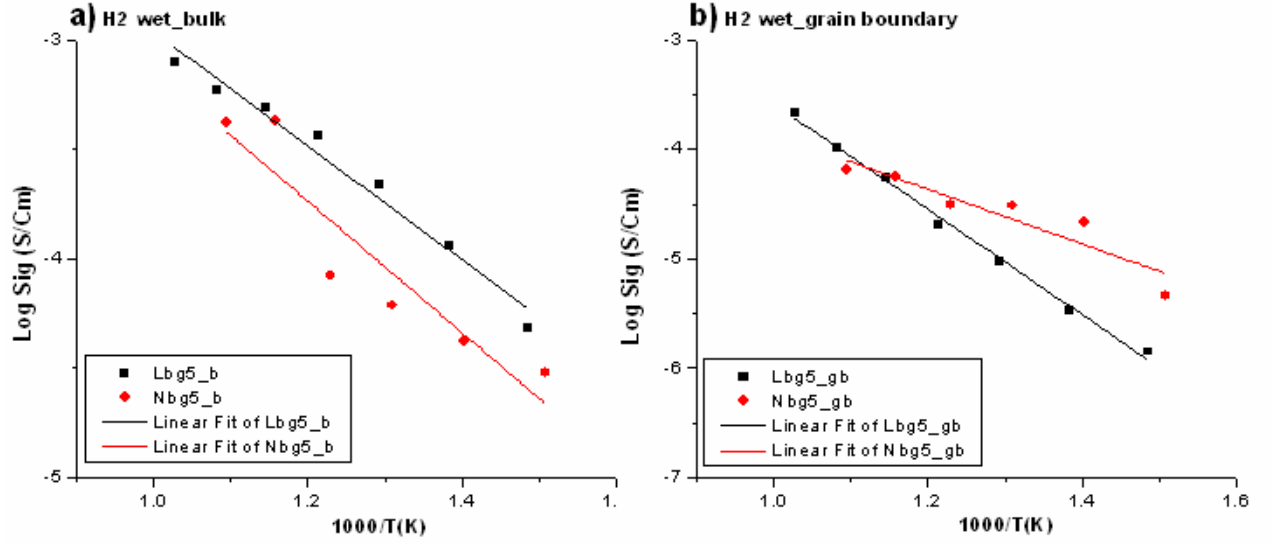 a) H2 wet_bulk
-3
-4
-5
Log Sig (S/Cm)
Lbg5_b
Nbg5_b
Linear Fit of Lbg5_b
Linear Fit of Nbg5_b
1.0 1.2 1.4 1.
1000/T(K)
b) H2 wet_grain boundary
-3
-4
-5
-6
-7
Log Sig (S/Cm)
Lbg5_gb
Nbg5_gb
Linear Fit of Lbg5_gb
Linear Fit of Nbg5_gb
1.0 1.2 1.4 1.6
1000/T(K)